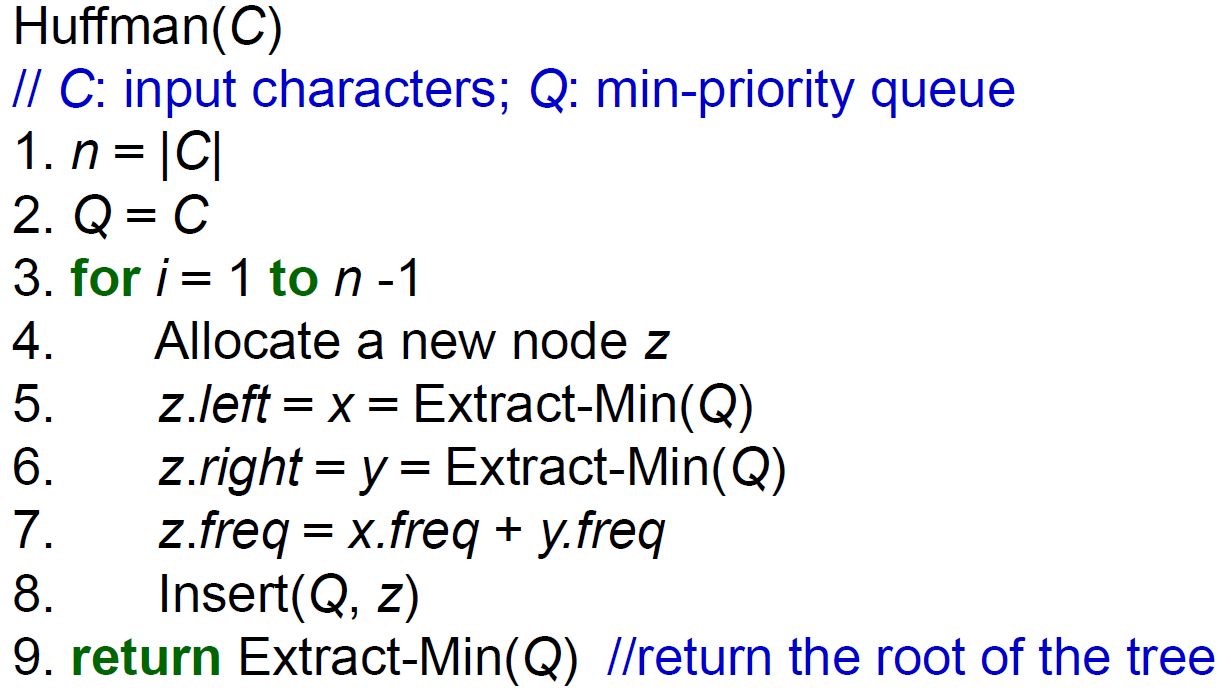 Huffman(C)
// C: input characters; Q: min-priority queue
1. n = |C|
2. Q = C
3. for i = 1 to n -1
4. Allocate a new node z
5. z.left = x = Extract-Min(Q)
6. z.right = y = Extract-Min(Q)
7. z.freq = x.freq + y.freq
8. Insert(Q, z)
9. return Extract-Min(Q) //return the root of the tree